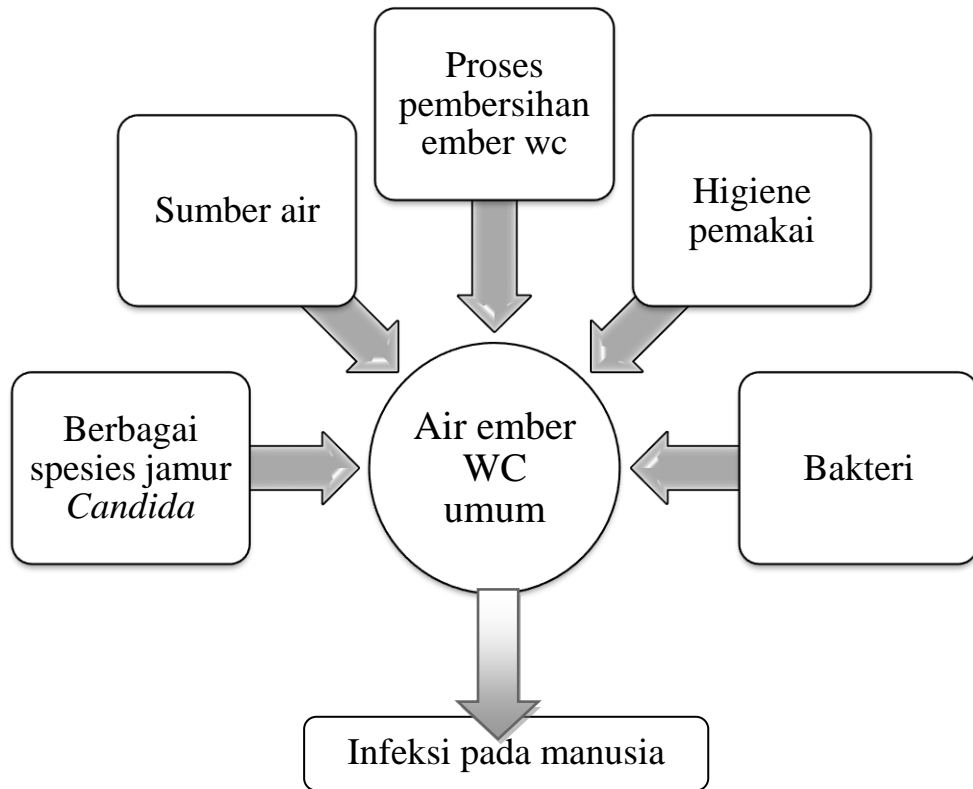 Proses
pembersihan
ember wc
Sumber air
Higiene
pemakai
Berbagai
spesies jamur
Candida
Air ember
WC
umum
Bakteri
Infeksi pada manusia